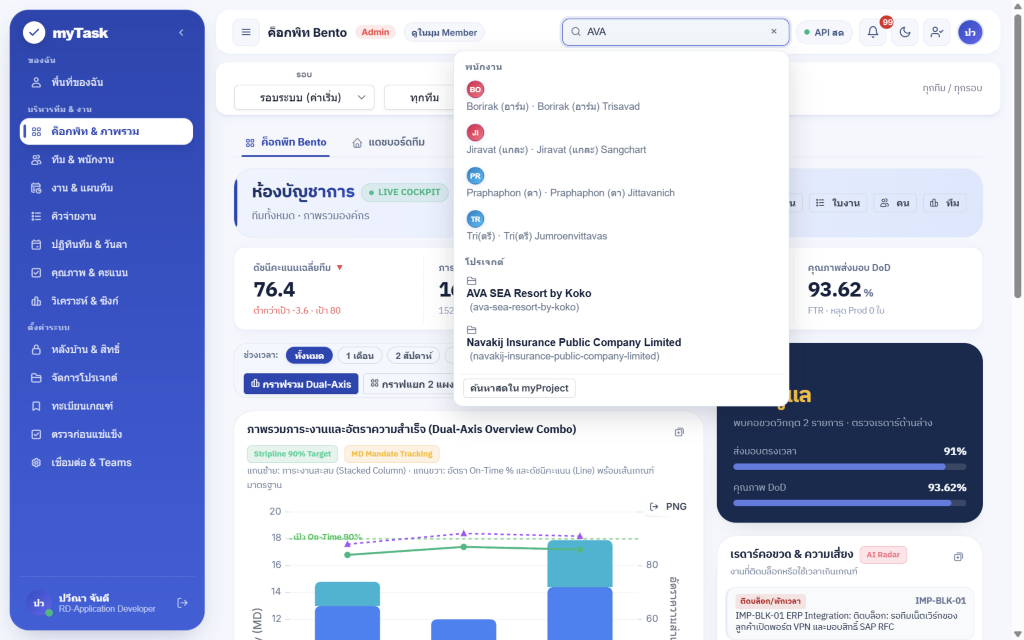 myTask
ของฉัน
พื้นที่ของฉัน
บริหารทีม & งาน
ค็อกพิท & ภาพรวม
ทีม & พนักงาน
งาน & แผนทีม
คิวจ่ายงาน
ปฏิทินทีม & วันลา
คุณภาพ & คะแนน
วิเคราะห์ & ซิงก์
ตั้งค่าระบบ
หลังบ้าน & สิทธิ์
จัดการโปรเจกต์
ทะเบียนเกณฑ์
ตรวจก่อนแช่แข็ง
เชื่อมต่อ & Teams
ปวีณา จันดี
RD-Application Developer
ปว
ค็อกพิท Bento
Admin
ดูในมุม Member
AVA
API สด
99
ปว
รอบ
รอบระบบ (ค่าเริ่ม)
ทุกทีม
ทุกทีม / ทุกรอบ
ค็อกพิท Bento
แดชบอร์ดทีม
พนักงาน
BO
Borirak (ฮาร์ม) · Borirak (ฮาร์ม) Trisavad
JI
Jiravat (แกละ) · Jiravat (แกละ) Sangchart
PR
Praphaphon (ดา) · Praphaphon (ดา) Jittavanich
TR
Tri(ตรี) · Tri(ตรี) Jumroenvittavas
โปรเจกต์
AVA SEA Resort by Koko
(ava-sea-resort-by-koko)
Navakij Insurance Public Company Limited
(navakij-insurance-public-company-limited)
ค้นหาสดใน myProject
ห้องบัญชาการ
LIVE COCKPIT
ทีมทั้งหมด · ภาพรวมองค์กร
ใบงาน
คน
ทีม
ดัชนีคะแนนเฉลี่ยทีม ▼
76.4
ต่ำกว่าเป้า -3.6 · เป้า 80
คุณภาพส่งมอบ DoD
93.62 %
FTR · หลุด Prod 0 ใบ
ช่วงเวลา:
ทั้งหมด
1 เดือน
2 สัปดาห์
กราฟรวม Dual-Axis
กราฟแยก 2 แผง
ภาพรวมภาระงานและอัตราความสำเร็จ (Dual-Axis Overview Combo)
Stripline 90% Target
MD Mandate Tracking
แกนซ้าย: ภาระงานสะสม (Stacked Column) · แกนขวา: อัตรา On-Time % และดัชนีคะแนน (Line) พร้อมเส้นเกณฑ์
มาตรฐาน
PNG
20
18
16
14
12
80
60
เป้า On-Time 90%
(MD)
พบคอขวดวิกฤต 2 รายการ · ตรวจเรดาร์ด้านล่าง
ส่งมอบตรงเวลา
91%
คุณภาพ DoD
93.62%
เรดาร์คอขวด & ความเสี่ยง
AI Radar
งานที่ติดบล็อกหรือใช้เวลาเกินเกณฑ์
ติดบล็อก/พักเวลา
IMP-BLK-01
IMP-BLK-01 ERP Integration: ติดบล็อก: รอทีมเน็ตเวิร์กของ
ลูกค้าเปิดพอร์ต VPN และมอบสิทธิ์ SAP RFC